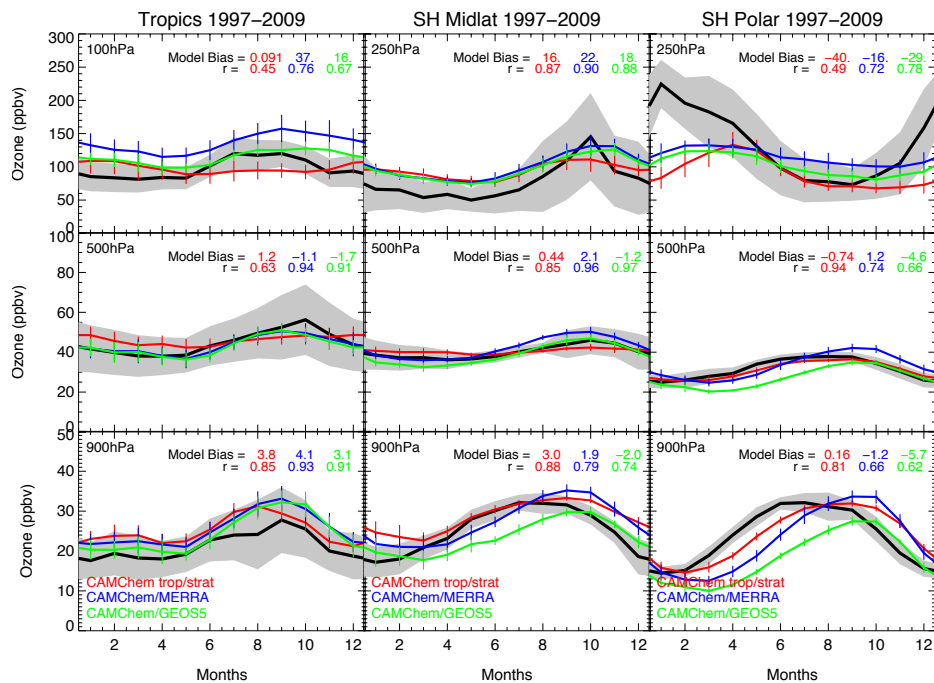 Tropics 1997−2009
SH Midlat 1997−2009
SH Polar 1997−2009
Ozone (ppbv)
300
250
200
150
100
50
0
100hPa
Model Bias = 0.091 37. 16.
r = 0.45 0.76 0.67
250hPa
Model Bias = 16. 22. 18.
r = 0.87 0.90 0.88
250hPa
Model Bias = −40. −16. −29.
r = 0.49 0.72 0.78
Ozone (ppbv)
100
80
60
40
20
0
500hPa
Model Bias = 1.2 −1.1 −1.7
r = 0.63 0.94 0.91
500hPa
Model Bias = 0.44 2.1 −1.2
r = 0.85 0.96 0.97
500hPa
Model Bias = −0.74 1.2 −4.6
r = 0.94 0.74 0.66
Ozone (ppbv)
50
40
30
20
10
0
900hPa
Model Bias = 3.8 4.1 3.1
r = 0.85 0.93 0.91
CAMChem trop/strat
CAMChem/MERRA
CAMChem/GEOS5
900hPa
Model Bias = 3.0 1.9 −2.0
r = 0.88 0.79 0.74
CAMChem trop/strat
CAMChem/MERRA
CAMChem/GEOS5
900hPa
Model Bias = 0.16 −1.2 −5.7
r = 0.81 0.66 0.62
CAMChem trop/strat
CAMChem/MERRA
CAMChem/GEOS5
2 4 6 8 10 12
2 4 6 8 10 12
2 4 6 8 10 12
Months
Months
Months